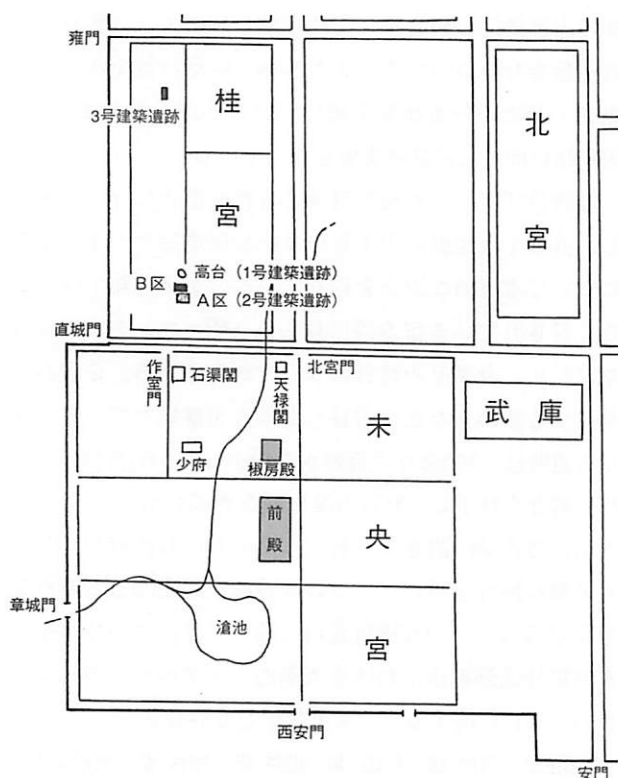 雍門
3号建築遺跡
桂
宮
北
宮
高台（1号建築遺跡）
B区
A区（2号建築遺跡）
直城門
作室門
石渠閣
天禄閣
北宮門
未
央
宮
武庫
少府
椒房殿
前殿
章城門
滄池
西安門
安門